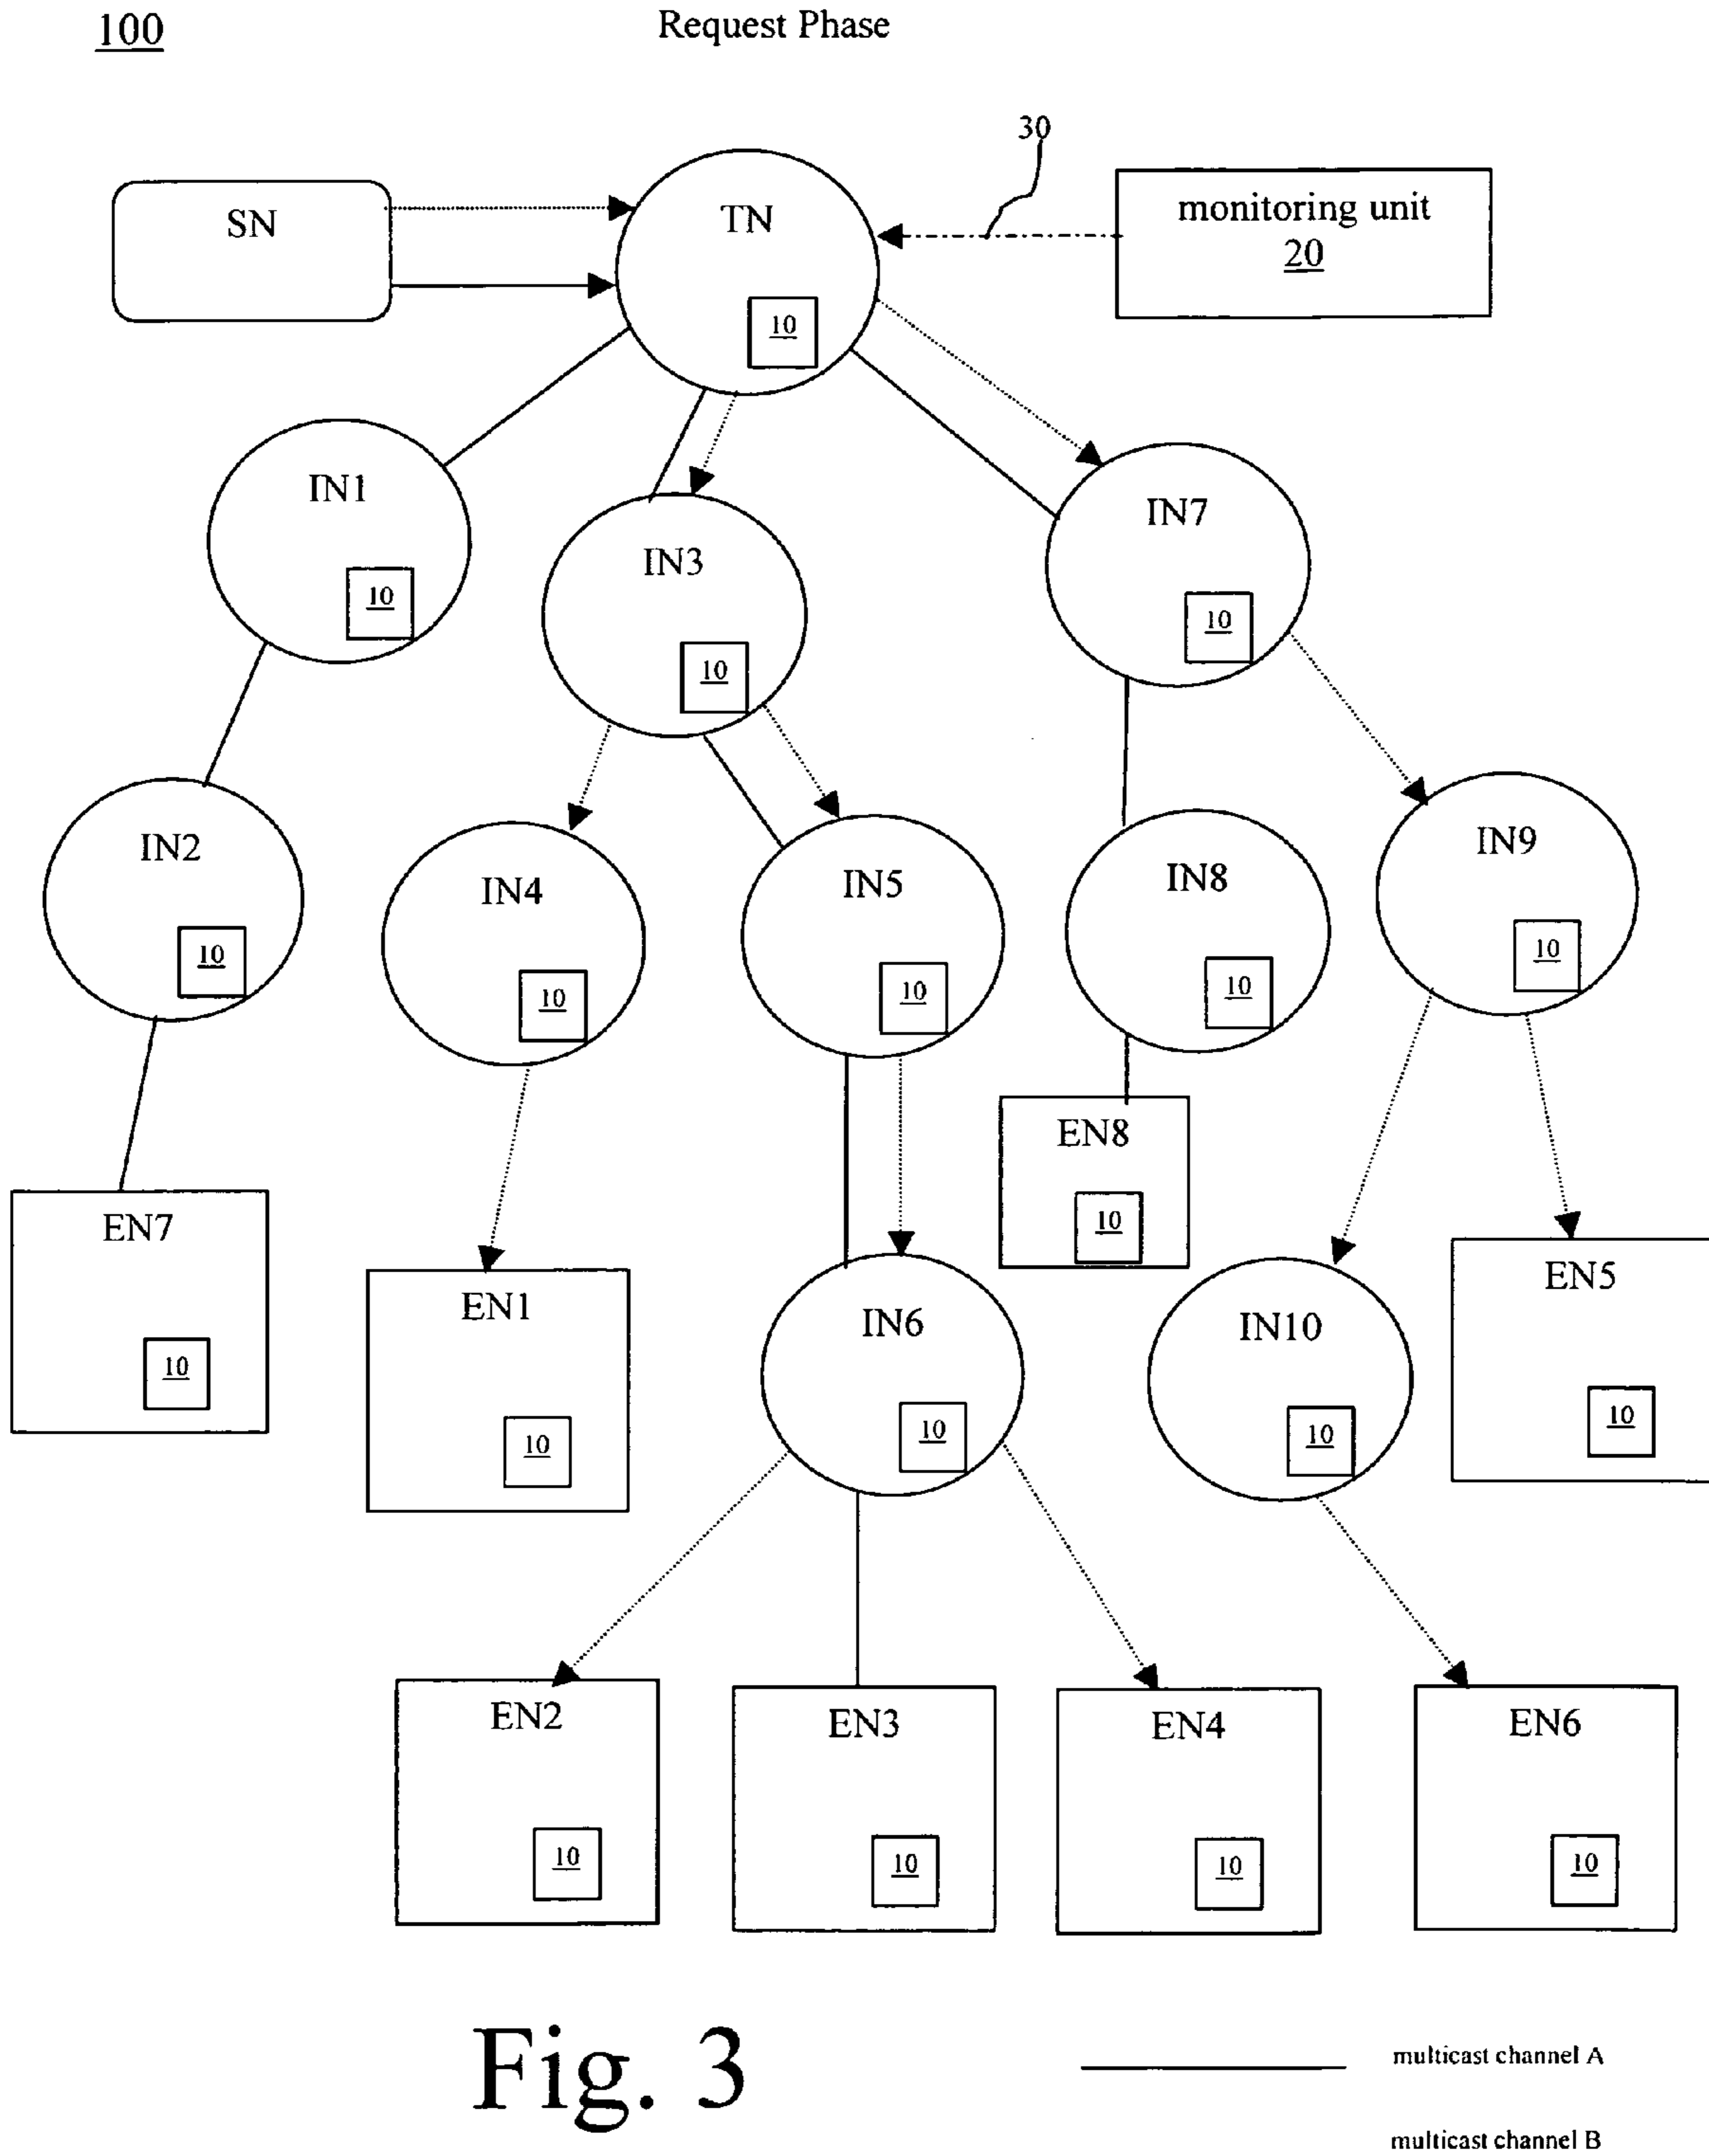 100
Request Phase
30
SN
TN
10
monitoring unit
20
IN1
10
IN3
10
IN7
10
IN2
10
IN4
10
IN5
10
IN8
10
IN9
10
EN7
10
EN1
10
EN8
10
IN6
10
IN10
10
EN5
10
EN2
10
EN3
10
EN4
10
EN6
10
Fig. 3
multicast channel A
multicast channel B